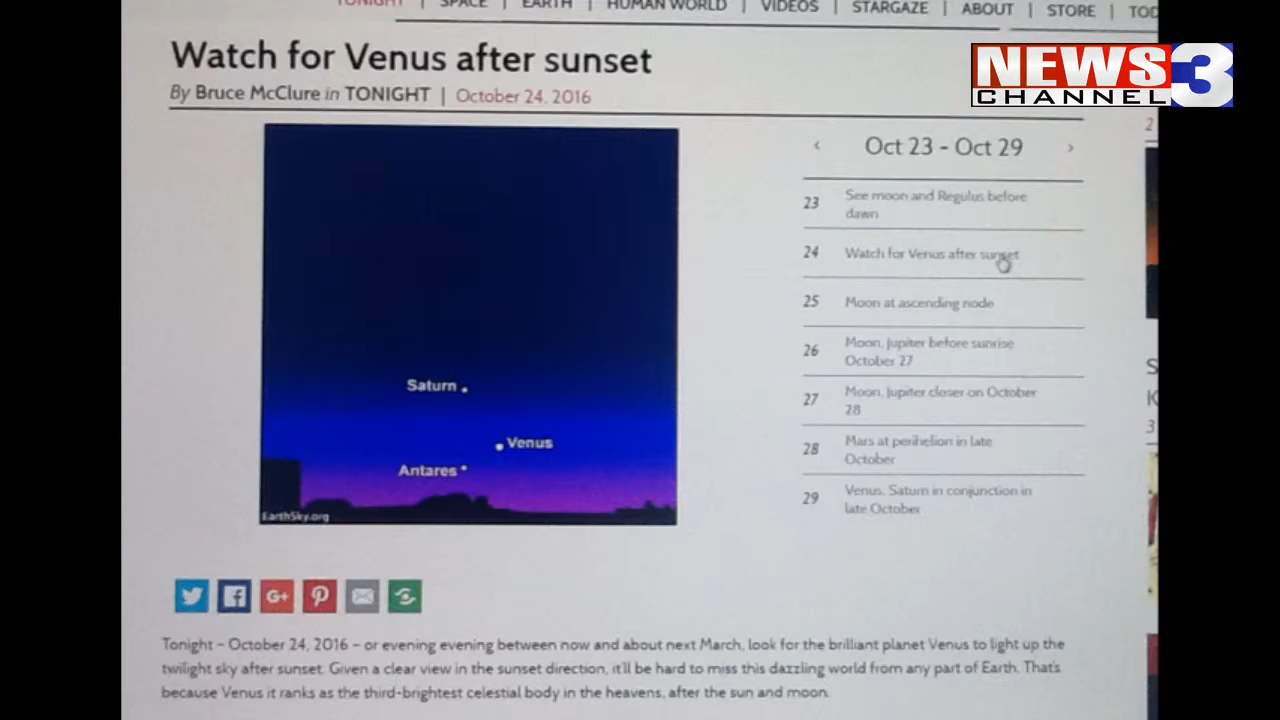 TONIGHT | SPACE | EARTH | HUMAN WORLD | VIDEOS | STARGAZE | ABOUT | STORE |
Watch for Venus after sunset
By Bruce McClure in TONIGHT | October 24, 2016
NEWS 3
CHANNEL
Oct 23 - Oct 29
23 See moon and Regulus before
dawn
24 Watch for Venus after sunset
25 Moon at ascending node
26 Moon, Jupiter before sunrise
October 27
27 Moon, Jupiter closer on October
28
28 Mars at perihelion in late
October
29 Venus, Saturn in conjunction in
late October
Saturn
Venus
Antares
EarthSky.org
G+
Tonight – October 24, 2016 – or evening evening between now and about next March, look for the brilliant planet Venus to light up the
twilight sky after sunset. Given a clear view in the sunset direction, it'll be hard to miss this dazzling world from any part of Earth. That's
because Venus it ranks as the third-brightest celestial body in the heavens, after the sun and moon.